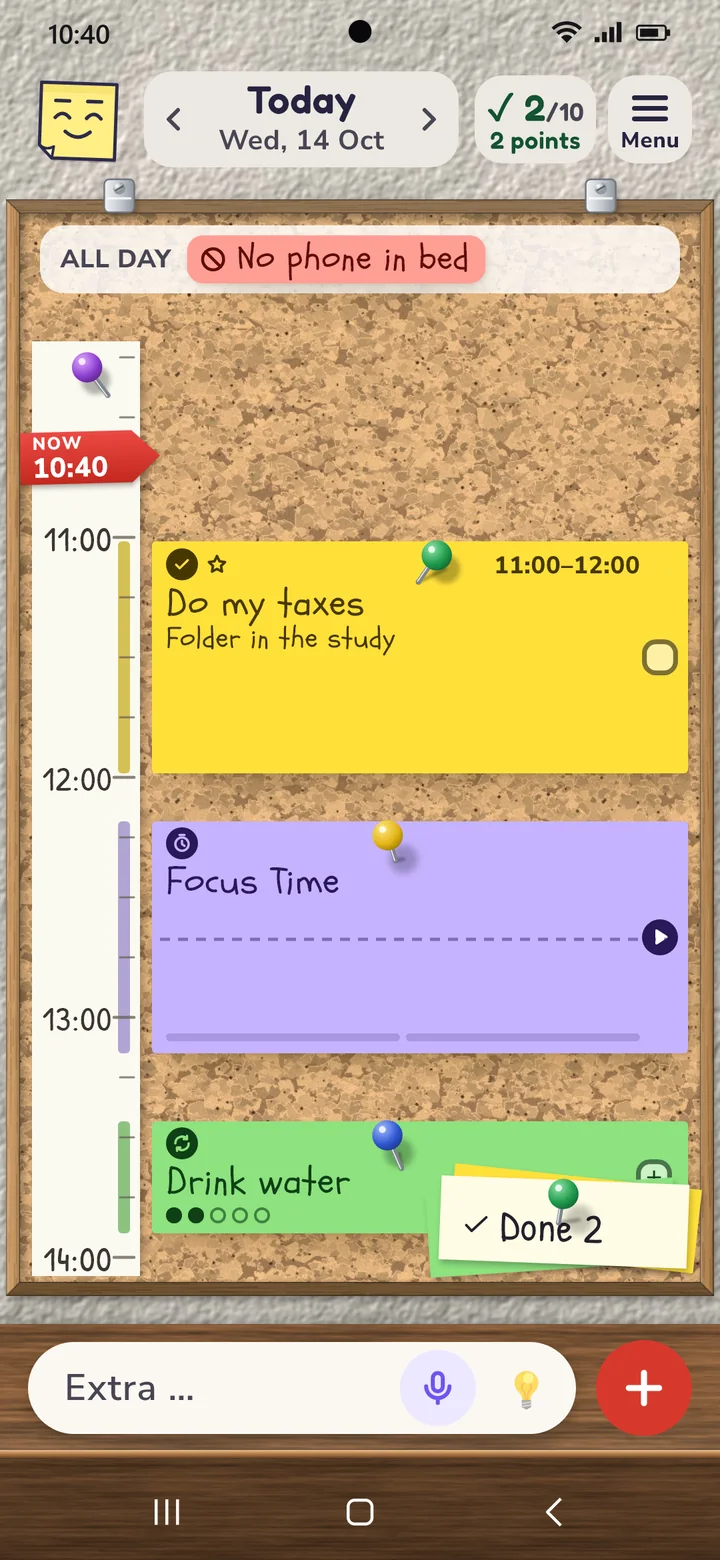 10:40
Today
Wed, 14 Oct
✓ 2/10
2 points
Menu
ALL DAY
No phone in bed
NOW
10:40
11:00
11:00–12:00
Do my taxes
Folder in the study
12:00
Focus Time
13:00
Drink water
✓ Done 2
14:00
Extra ...